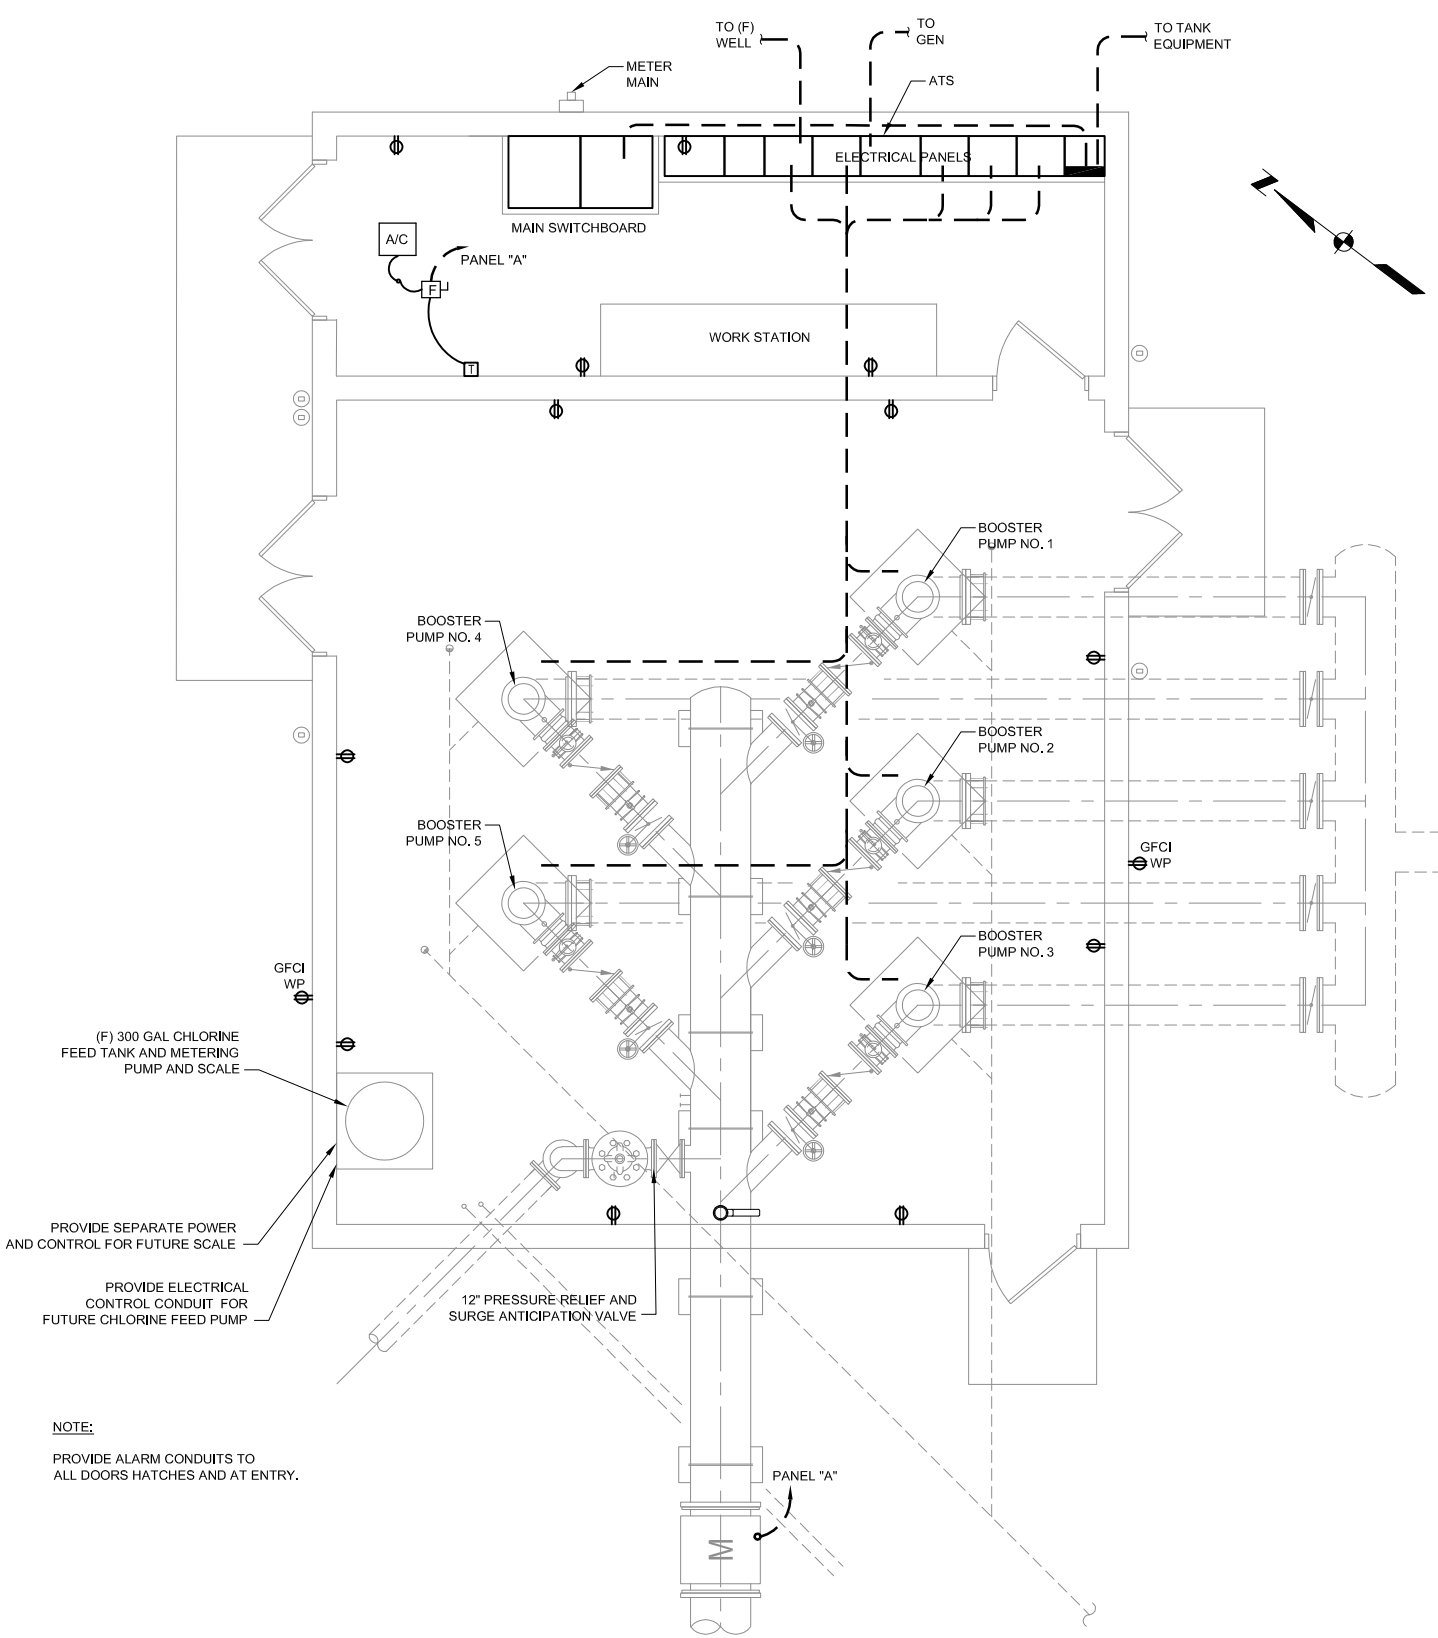 TO (F)
WELL
TO
GEN
TO TANK
EQUIPMENT
METER
MAIN
ATS
ELECTRICAL PANELS
MAIN SWITCHBOARD
A/C
PANEL "A"
F
T
WORK STATION
N
BOOSTER
PUMP NO. 1
BOOSTER
PUMP NO. 4
BOOSTER
PUMP NO. 2
BOOSTER
PUMP NO. 5
GFCI
WP
BOOSTER
PUMP NO. 3
GFCI
WP
(F) 300 GAL CHLORINE
FEED TANK AND METERING
PUMP AND SCALE
PROVIDE SEPARATE POWER
AND CONTROL FOR FUTURE SCALE
PROVIDE ELECTRICAL
CONTROL CONDUIT FOR
FUTURE CHLORINE FEED PUMP
12" PRESSURE RELIEF AND
SURGE ANTICIPATION VALVE
NOTE:
PROVIDE ALARM CONDUITS TO
ALL DOORS HATCHES AND AT ENTRY.
PANEL "A"
M